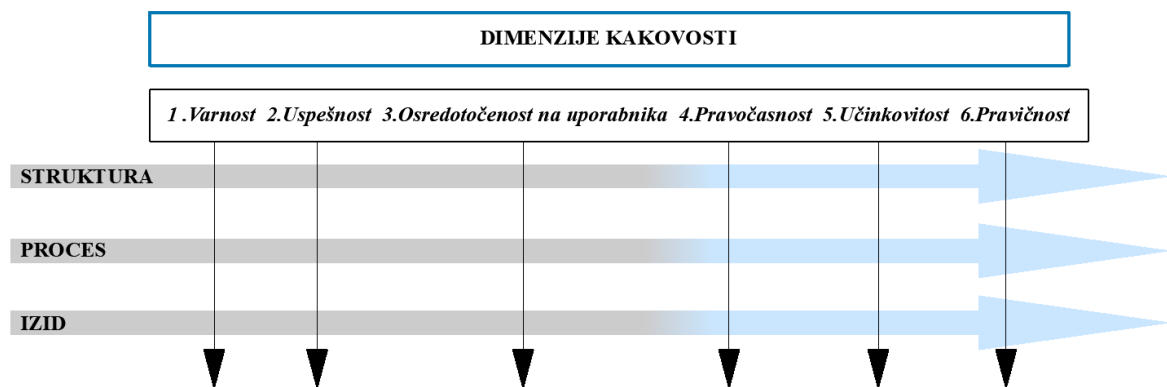 DIMENZIJE KAKOVOSTI
1 .Varnost 2.Uspešnost 3.Osredotočenost na uporabnika 4.Pravočasnost 5.Učinkovitost 6.Pravičnost
STRUKTURA
PROCES
IZID